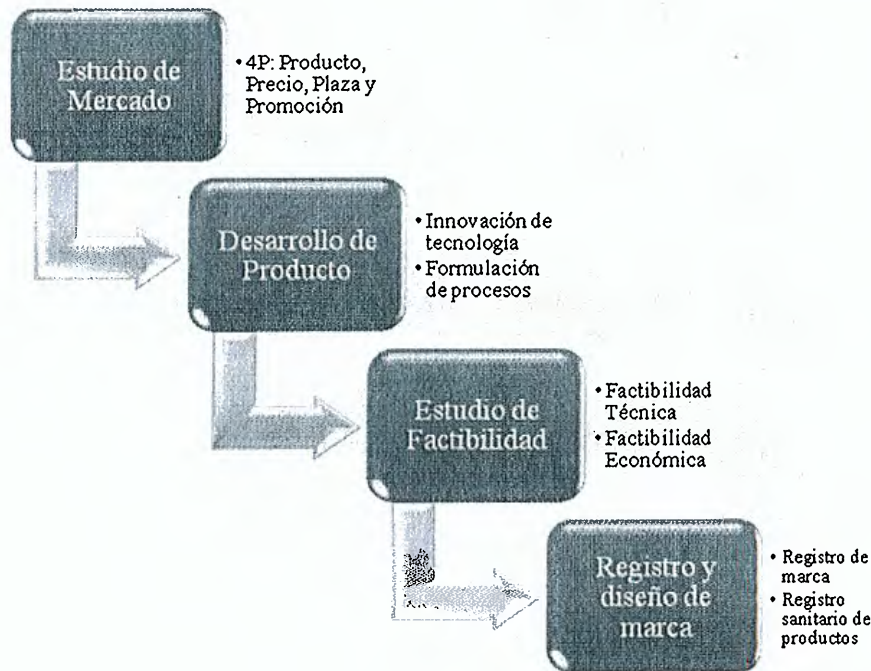 Estudio de
Mercado
• 4P: Producto,
Precio, Plaza y
Promoción
Desarrollo de
Producto
• Innovación de
tecnología
• Formulación
de procesos
Estudio de
Factibilidad
• Factibilidad
Técnica
• Factibilidad
Económica
Registro y
diseño de
marca
• Registro de
marca
• Registro
sanitario de
productos